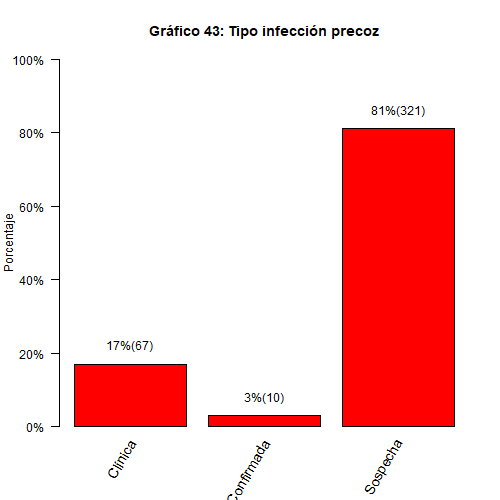 Gráfico 43: Tipo infección precoz
100%
80%
60%
40%
20%
0%
Porcentaje
17%(67)
3%(10)
81%(321)
Clinica
Confirmada
Sospecha